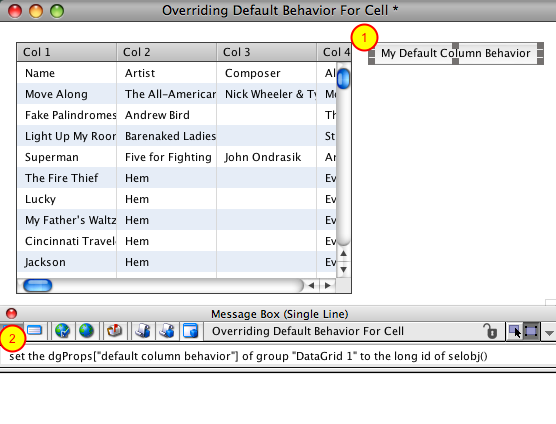 Overriding Default Behavior For Cell *
1
My Default Column Behavior
Col 1 Col 2 Col 3 Col 4
Name Artist Composer Al
Move Along The All-American Nick Wheeler & Ty Mo
Fake Palindromes Andrew Bird Th
Light Up My Room Barenaked Ladies St
Superman Five for Fighting John Ondrasik An
The Fire Thief Hem Ev
Lucky Hem Ev
My Father's Waltz Hem Ev
Cincinnati Travel Hem Ev
Jackson Hem Ev
Message Box (Single Line)
2
Overriding Default Behavior For Cell
set the dgProps["default column behavior"] of group "DataGrid 1" to the long id of selobj()